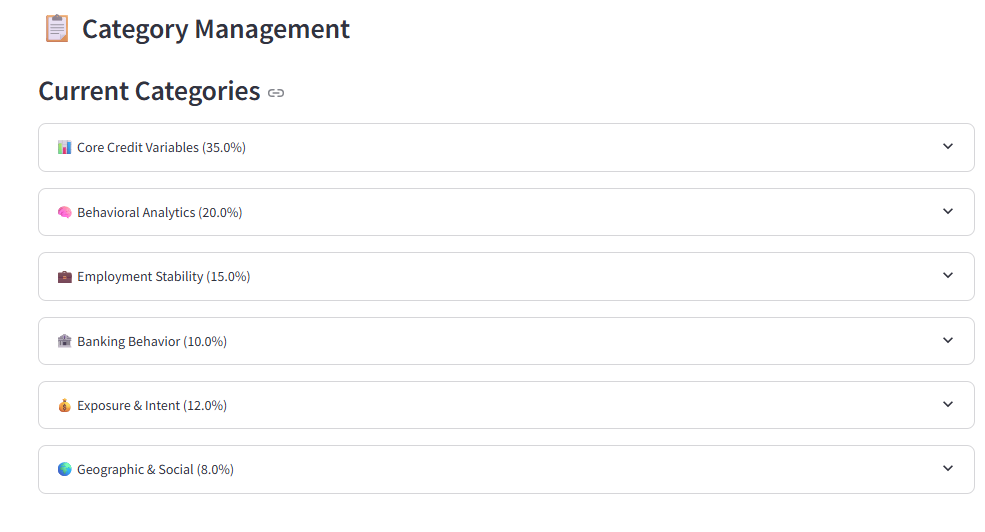 Category Management
Current Categories
Core Credit Variables (35.0%)
Behavioral Analytics (20.0%)
Employment Stability (15.0%)
Banking Behavior (10.0%)
Exposure & Intent (12.0%)
Geographic & Social (8.0%)